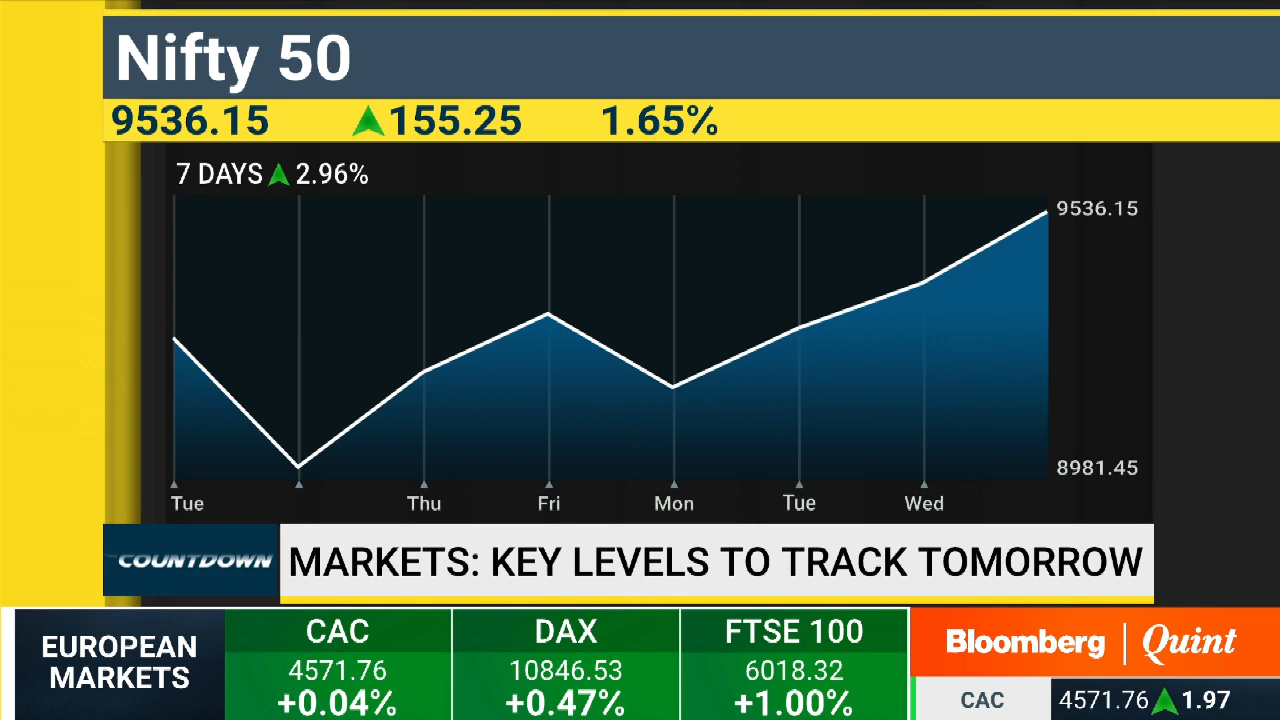 Nifty 50
9536.15 155.25 1.65%
7 DAYS 2.96%
9536.15
8981.45
Tue Thu Fri Mon Tue Wed
COUNTDOWN
MARKETS: KEY LEVELS TO TRACK TOMORROW
EUROPEAN
MARKETS
CAC
4571.76
+0.04%
DAX
10846.53
+0.47%
FTSE 100
6018.32
+1.00%
Bloomberg | Quint
CAC 4571.76 1.97